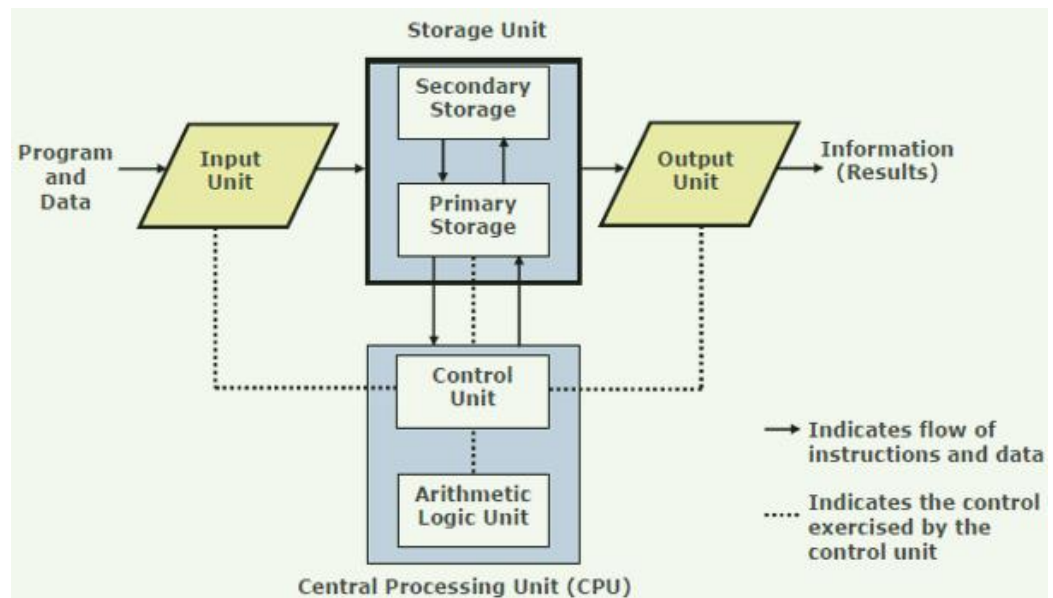 Storage Unit
Secondary
Storage
Program
and
Data
Input
Unit
Primary
Storage
Output
Unit
Information
(Results)
Control
Unit
Arithmetic
Logic Unit
Central Processing Unit (CPU)
Indicates flow of
instructions and data
Indicates the control
exercised by the
control unit